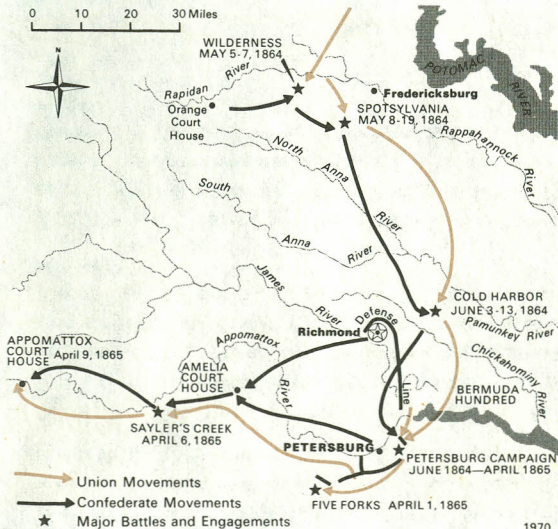 0 10 20 30 Miles
N
WILDERNESS
MAY 5-7, 1864
Rapidan River
Orange
Court
House
Fredericksburg
SPOTSYLVANIA
MAY 8-19, 1864
POTOMAC
RIVER
Rappahannock
River
North
Anna
River
South
Anna
River
James
River
COLD HARBOR
JUNE 3-13, 1864
Pamunkey River
Chickahominy
River
Defense
Line
Richmond
Appomattox
River
APPOMATTOX
COURT
HOUSE April 9, 1865
AMELIA
COURT
HOUSE
BERMUDA
HUNDRED
SAYLER'S CREEK
APRIL 6, 1865
PETERSBURG
PETERSBURG CAMPAIGN
JUNE 1864—APRIL 1865
FIVE FORKS APRIL 1, 1865
Union Movements
Confederate Movements
Major Battles and Engagements